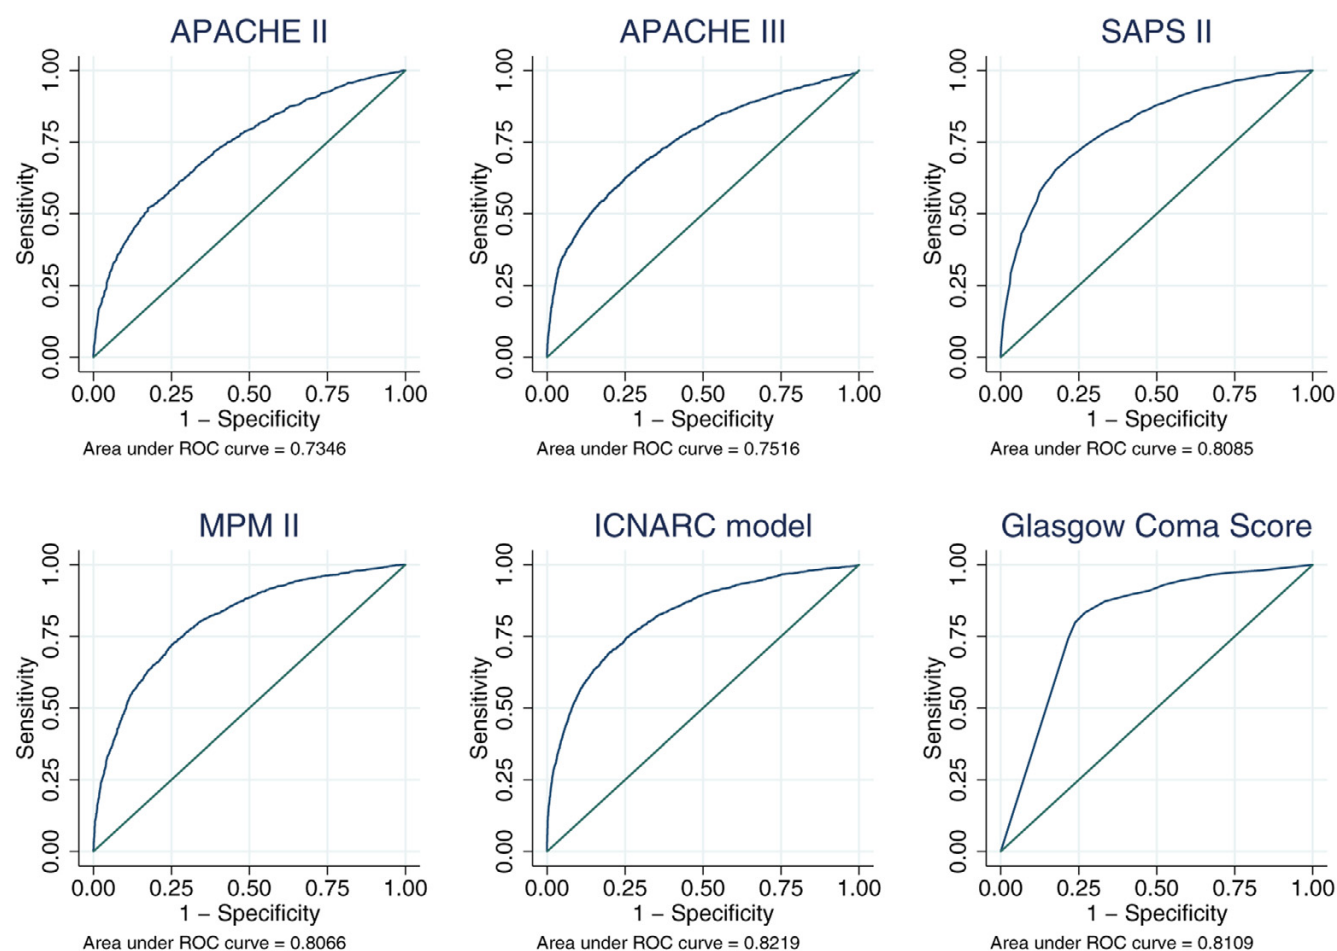 APACHE II
APACHE III
SAPS II
Sensitivity
0.00 0.25 0.50 0.75 1.00
0.00 0.25 0.50 0.75 1.00
1 − Specificity
Area under ROC curve = 0.7346
Sensitivity
0.00 0.25 0.50 0.75 1.00
0.00 0.25 0.50 0.75 1.00
1 − Specificity
Area under ROC curve = 0.7516
Sensitivity
0.00 0.25 0.50 0.75 1.00
0.00 0.25 0.50 0.75 1.00
1 − Specificity
Area under ROC curve = 0.8085
MPM II
ICNARC model
Glasgow Coma Score
Sensitivity
0.00 0.25 0.50 0.75 1.00
0.00 0.25 0.50 0.75 1.00
1 − Specificity
Area under ROC curve = 0.8066
Sensitivity
0.00 0.25 0.50 0.75 1.00
0.00 0.25 0.50 0.75 1.00
1 − Specificity
Area under ROC curve = 0.8219
Sensitivity
0.00 0.25 0.50 0.75 1.00
0.00 0.25 0.50 0.75 1.00
1 − Specificity
Area under ROC curve = 0.8109